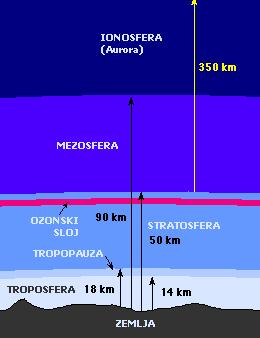 IONOSFERA
(Aurora)
350 km
MEZOSFERA
OZONSKI
SLOJ
90 km
STRATOSFERA
50 km
TROPOPAUZA
TROPOSFERA
18 km
14 km
ZEMLJA